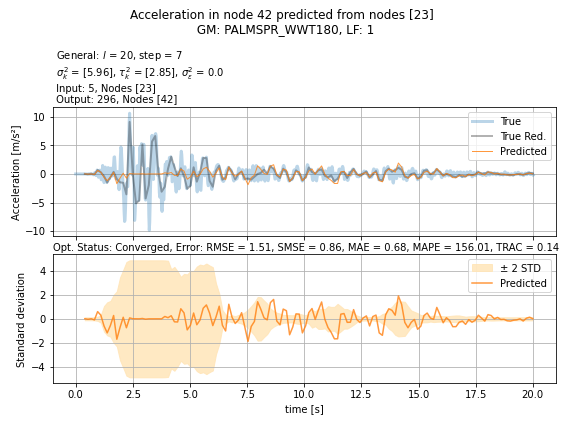 Acceleration in node 42 predicted from nodes [23]
GM: PALMSPR_WWT180, LF: 1
General: l = 20, step = 7
σ²ₖ = [5.96], τ²ₖ = [2.85], σ²ε = 0.0
Input: 5, Nodes [23]
Output: 296, Nodes [42]
Acceleration [m/s²]
10
5
0
−5
−10
True
True Red.
Predicted
Opt. Status: Converged, Error: RMSE = 1.51, SMSE = 0.86, MAE = 0.68, MAPE = 156.01, TRAC = 0.14
Standard deviation
4
2
0
−2
−4
± 2 STD
Predicted
0.0 2.5 5.0 7.5 10.0 12.5 15.0 17.5 20.0
time [s]